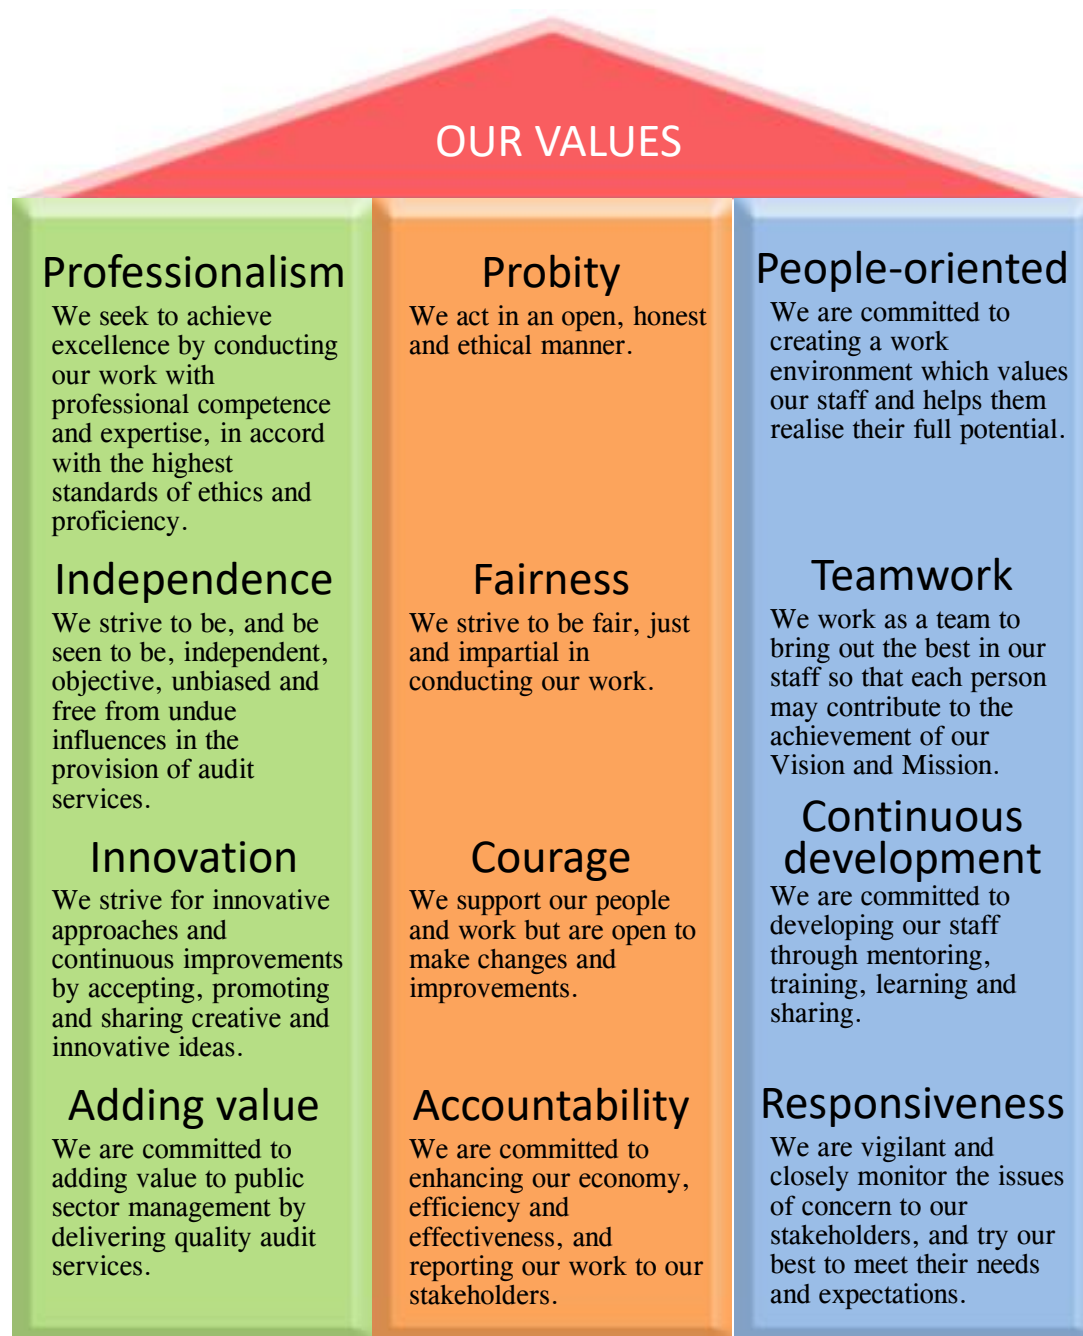 OUR VALUES
Professionalism
We seek to achieve
excellence by conducting
our work with
professional competence
and expertise, in accord
with the highest
standards of ethics and
proficiency.
Independence
We strive to be, and be
seen to be, independent,
objective, unbiased and
free from undue
influences in the
provision of audit
services.
Innovation
We strive for innovative
approaches and
continuous improvements
by accepting, promoting
and sharing creative and
innovative ideas.
Adding value
We are committed to
adding value to public
sector management by
delivering quality audit
services.
Probity
We act in an open, honest
and ethical manner.
Fairness
We strive to be fair, just
and impartial in
conducting our work.
Courage
We support our people
and work but are open to
make changes and
improvements.
Accountability
We are committed to
enhancing our economy,
efficiency and
effectiveness, and
reporting our work to our
stakeholders.
People-oriented
We are committed to
creating a work
environment which values
our staff and helps them
realise their full potential.
Teamwork
We work as a team to
bring out the best in our
staff so that each person
may contribute to the
achievement of our
Vision and Mission.
Continuous
development
We are committed to
developing our staff
through mentoring,
training, learning and
sharing.
Responsiveness
We are vigilant and
closely monitor the issues
of concern to our
stakeholders, and try our
best to meet their needs
and expectations.